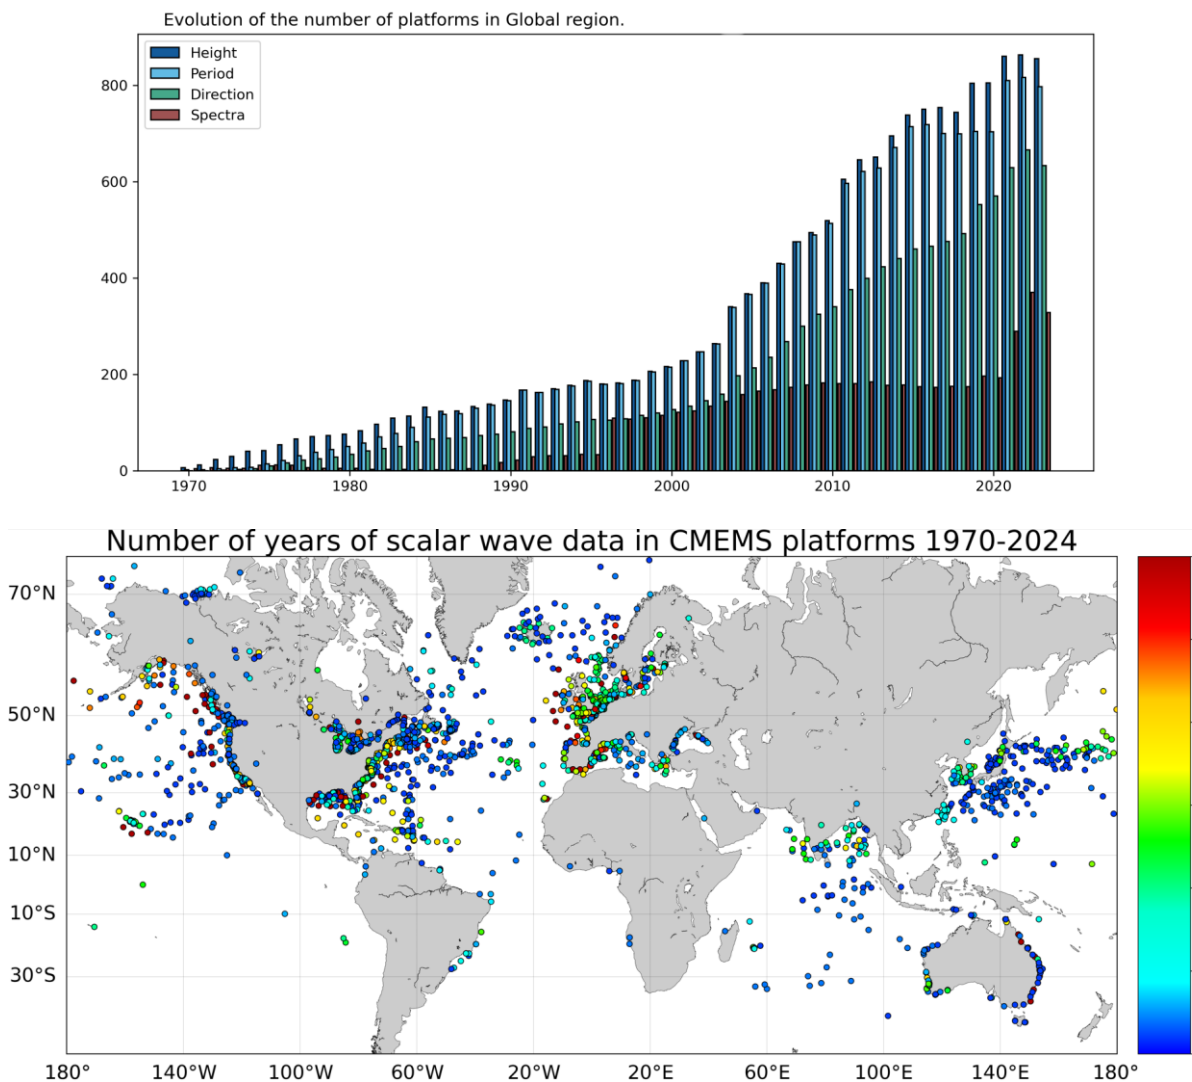 Evolution of the number of platforms in Global region.
Height
Period
Direction
Spectra
800
600
400
200
0
1970 1980 1990 2000 2010 2020
Number of years of scalar wave data in CMEMS platforms 1970-2024
70°N
50°N
30°N
10°N
10°S
30°S
180° 140°W 100°W 60°W 20°W 20°E 60°E 100°E 140°E 180°